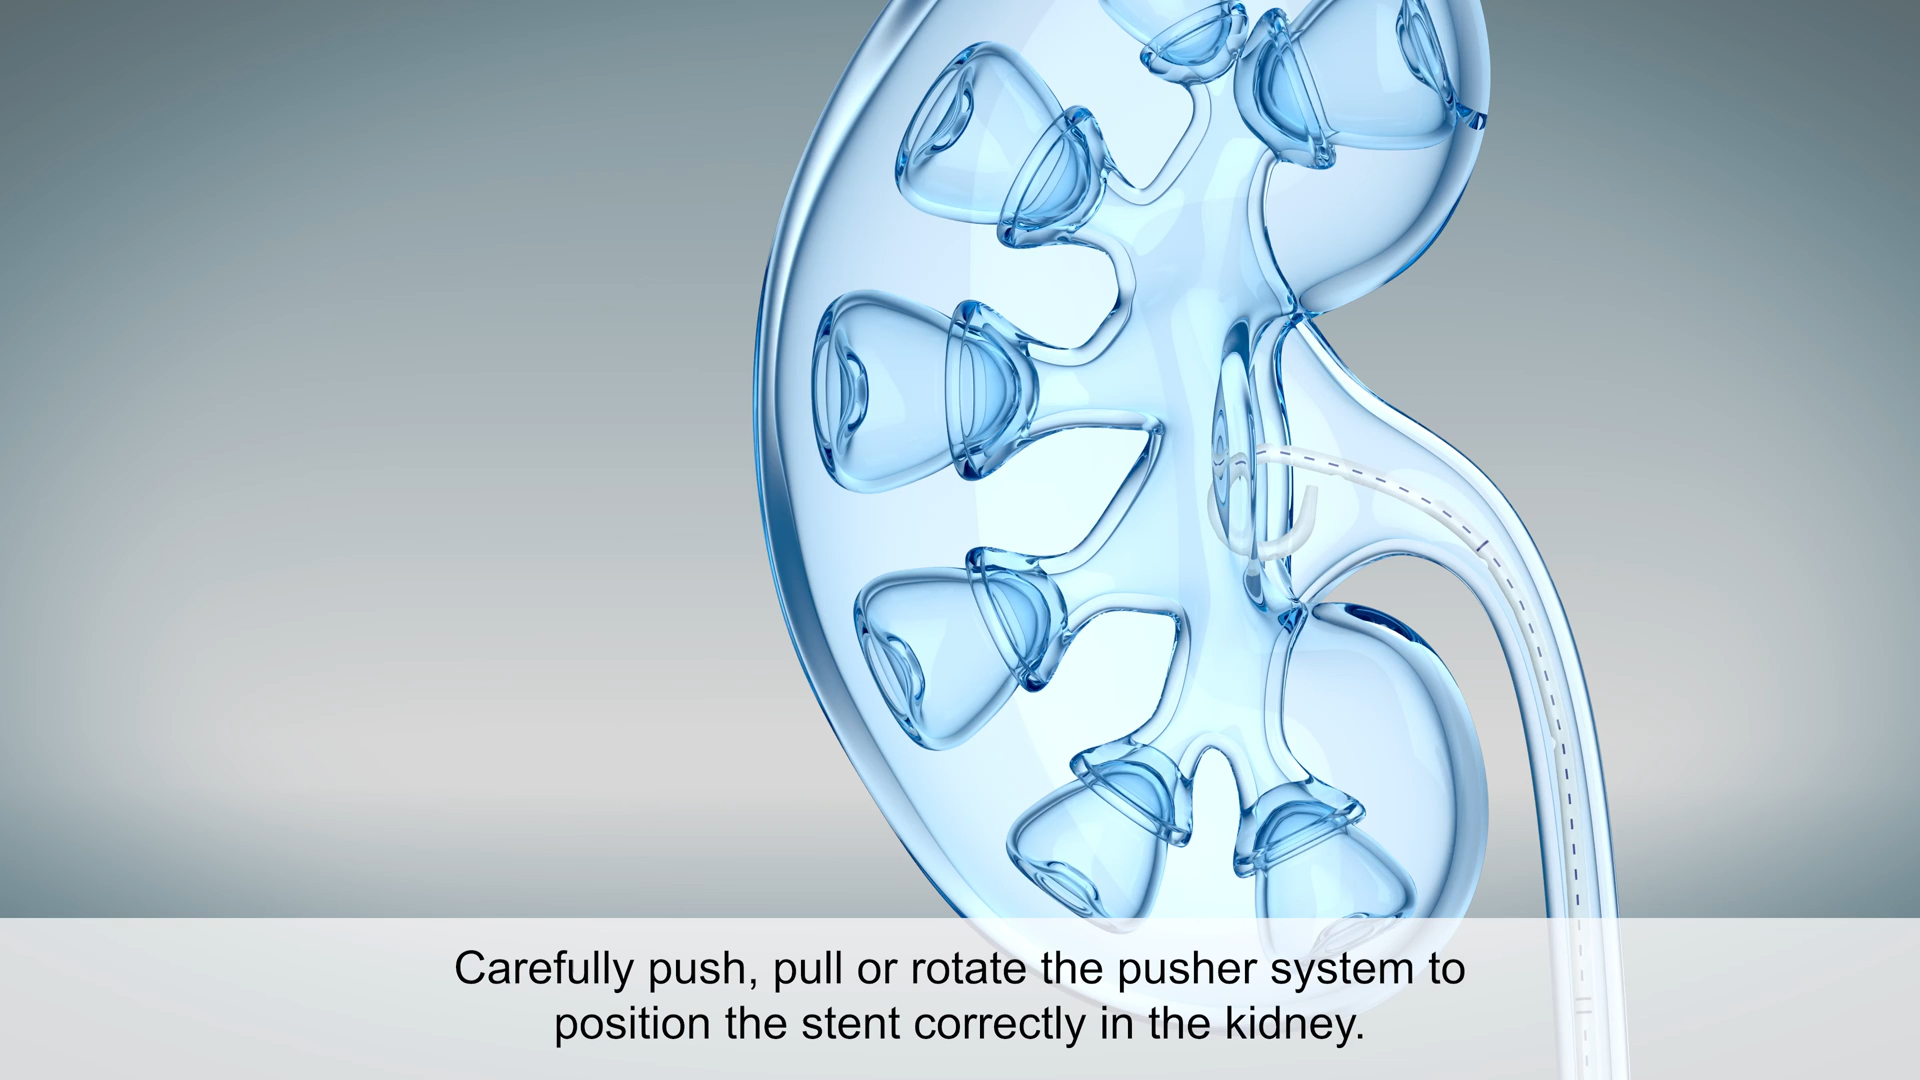 Carefully push, pull or rotate the pusher system to
position the stent correctly in the kidney.